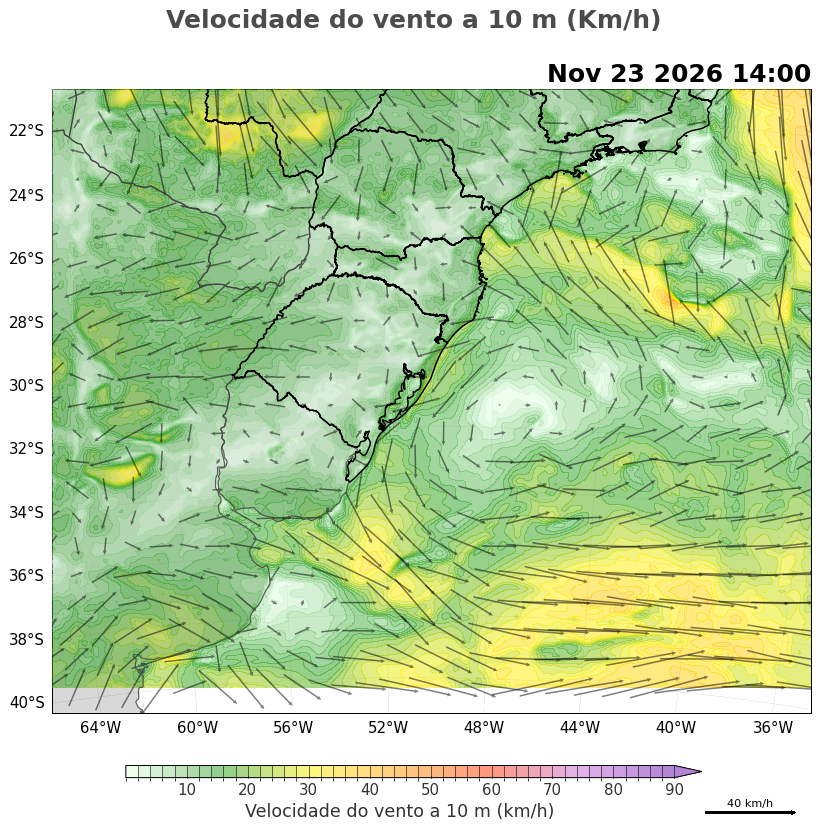 Velocidade do vento a 10 m (Km/h)
Nov 23 2026 14:00
22°S
24°S
26°S
28°S
30°S
32°S
34°S
36°S
38°S
40°S
64°W 60°W 56°W 52°W 48°W 44°W 40°W 36°W
10 20 30 40 50 60 70 80 90
Velocidade do vento a 10 m (km/h)
40 km/h